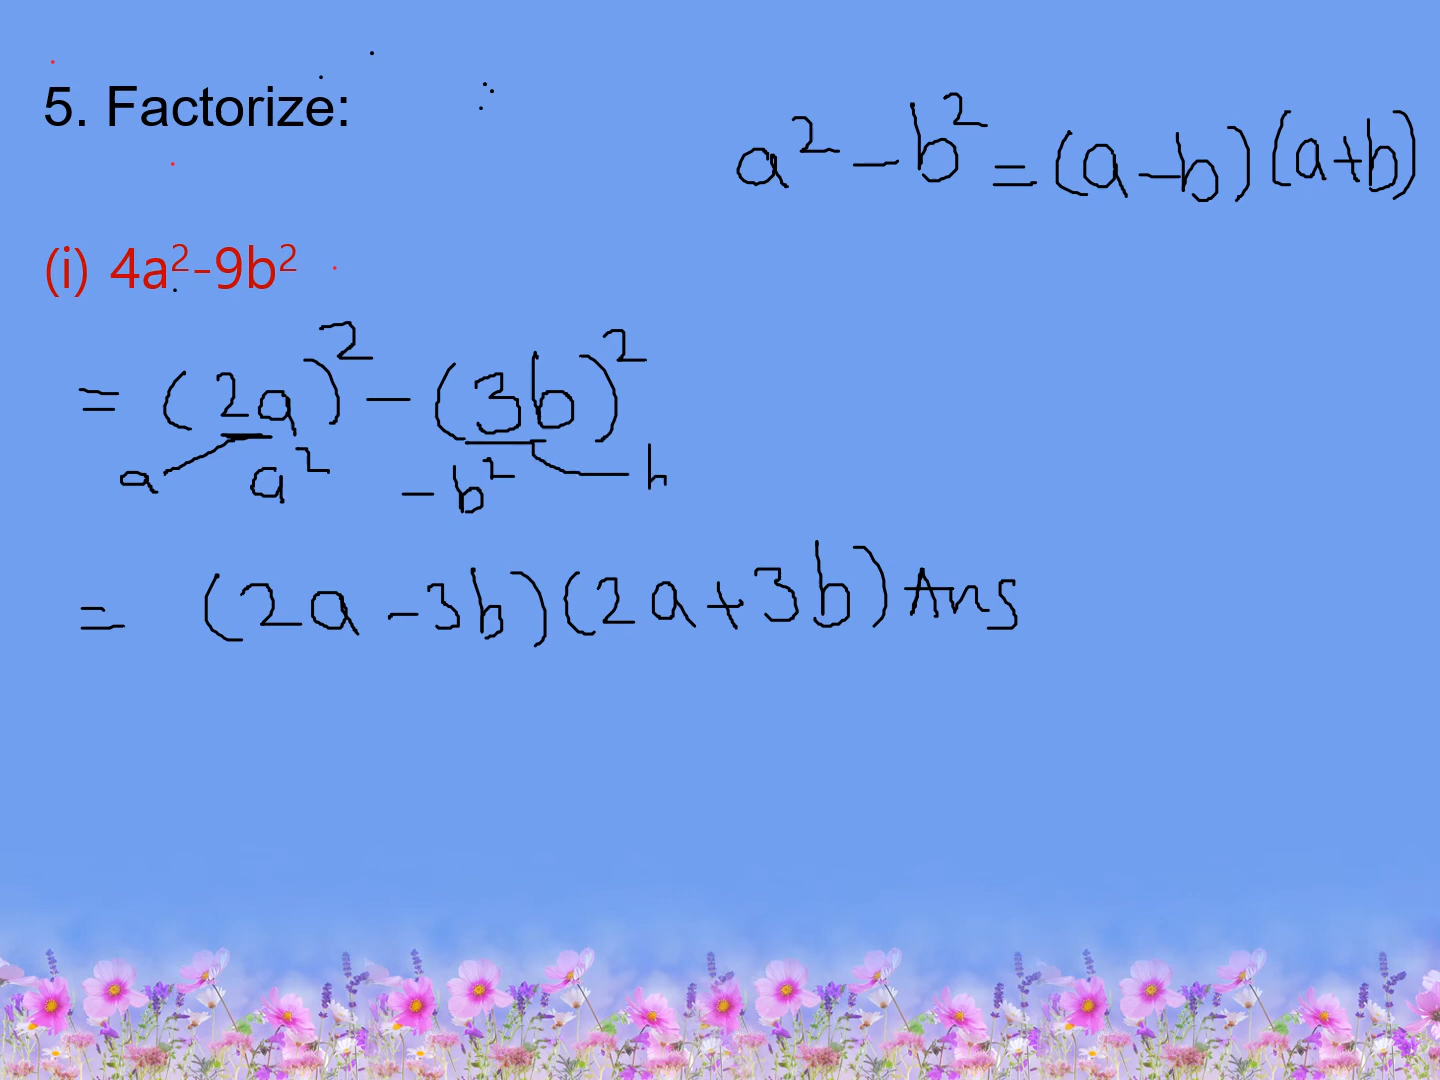 5. Factorize:
a² - b² = (a - b) (a + b)
(i) 4a²-9b²
= (2a)² - (3b)²
a a² - b² h
= (2a - 3b) (2a + 3b) Ans